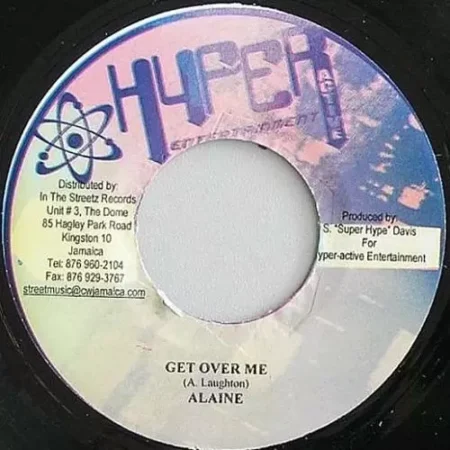 HYPER
ACTIVE
ENTERTAINMENT
Distributed by:
In The Streetz Records
Unit # 3, The Dome
85 Hagley Park Road
Kingston 10
Jamaica
Tel: 876 960-2104
Fax: 876 929-3767
streetmusic@cwjamaica.com
Produced by:
S. "Super Hype" Davis
For
yper-active Entertainment
GET OVER ME
(A. Laughton)
ALAINE